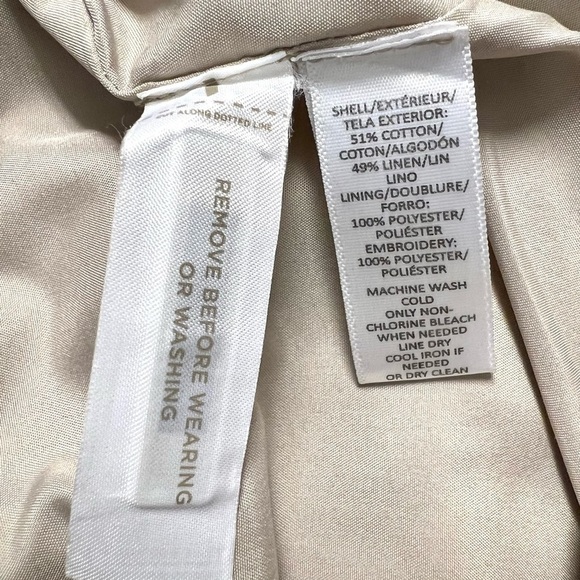 ALONG DOTTED LINE
REMOVE BEFORE WEARING
OR WASHING
SHELL/EXTÉRIEUR/
TELA EXTERIOR:
51% COTTON/
COTON/ALGODÓN
49% LINEN/LIN
LINO
LINING/DOUBLURE/
FORRO:
100% POLYESTER/
POLIÉSTER
EMBROIDERY:
100% POLYESTER/
POLIÉSTER
MACHINE WASH
COLD
ONLY NON-
CHLORINE BLEACH
WHEN NEEDED
LINE DRY
COOL IRON IF
NEEDED
OR DRY CLEAN